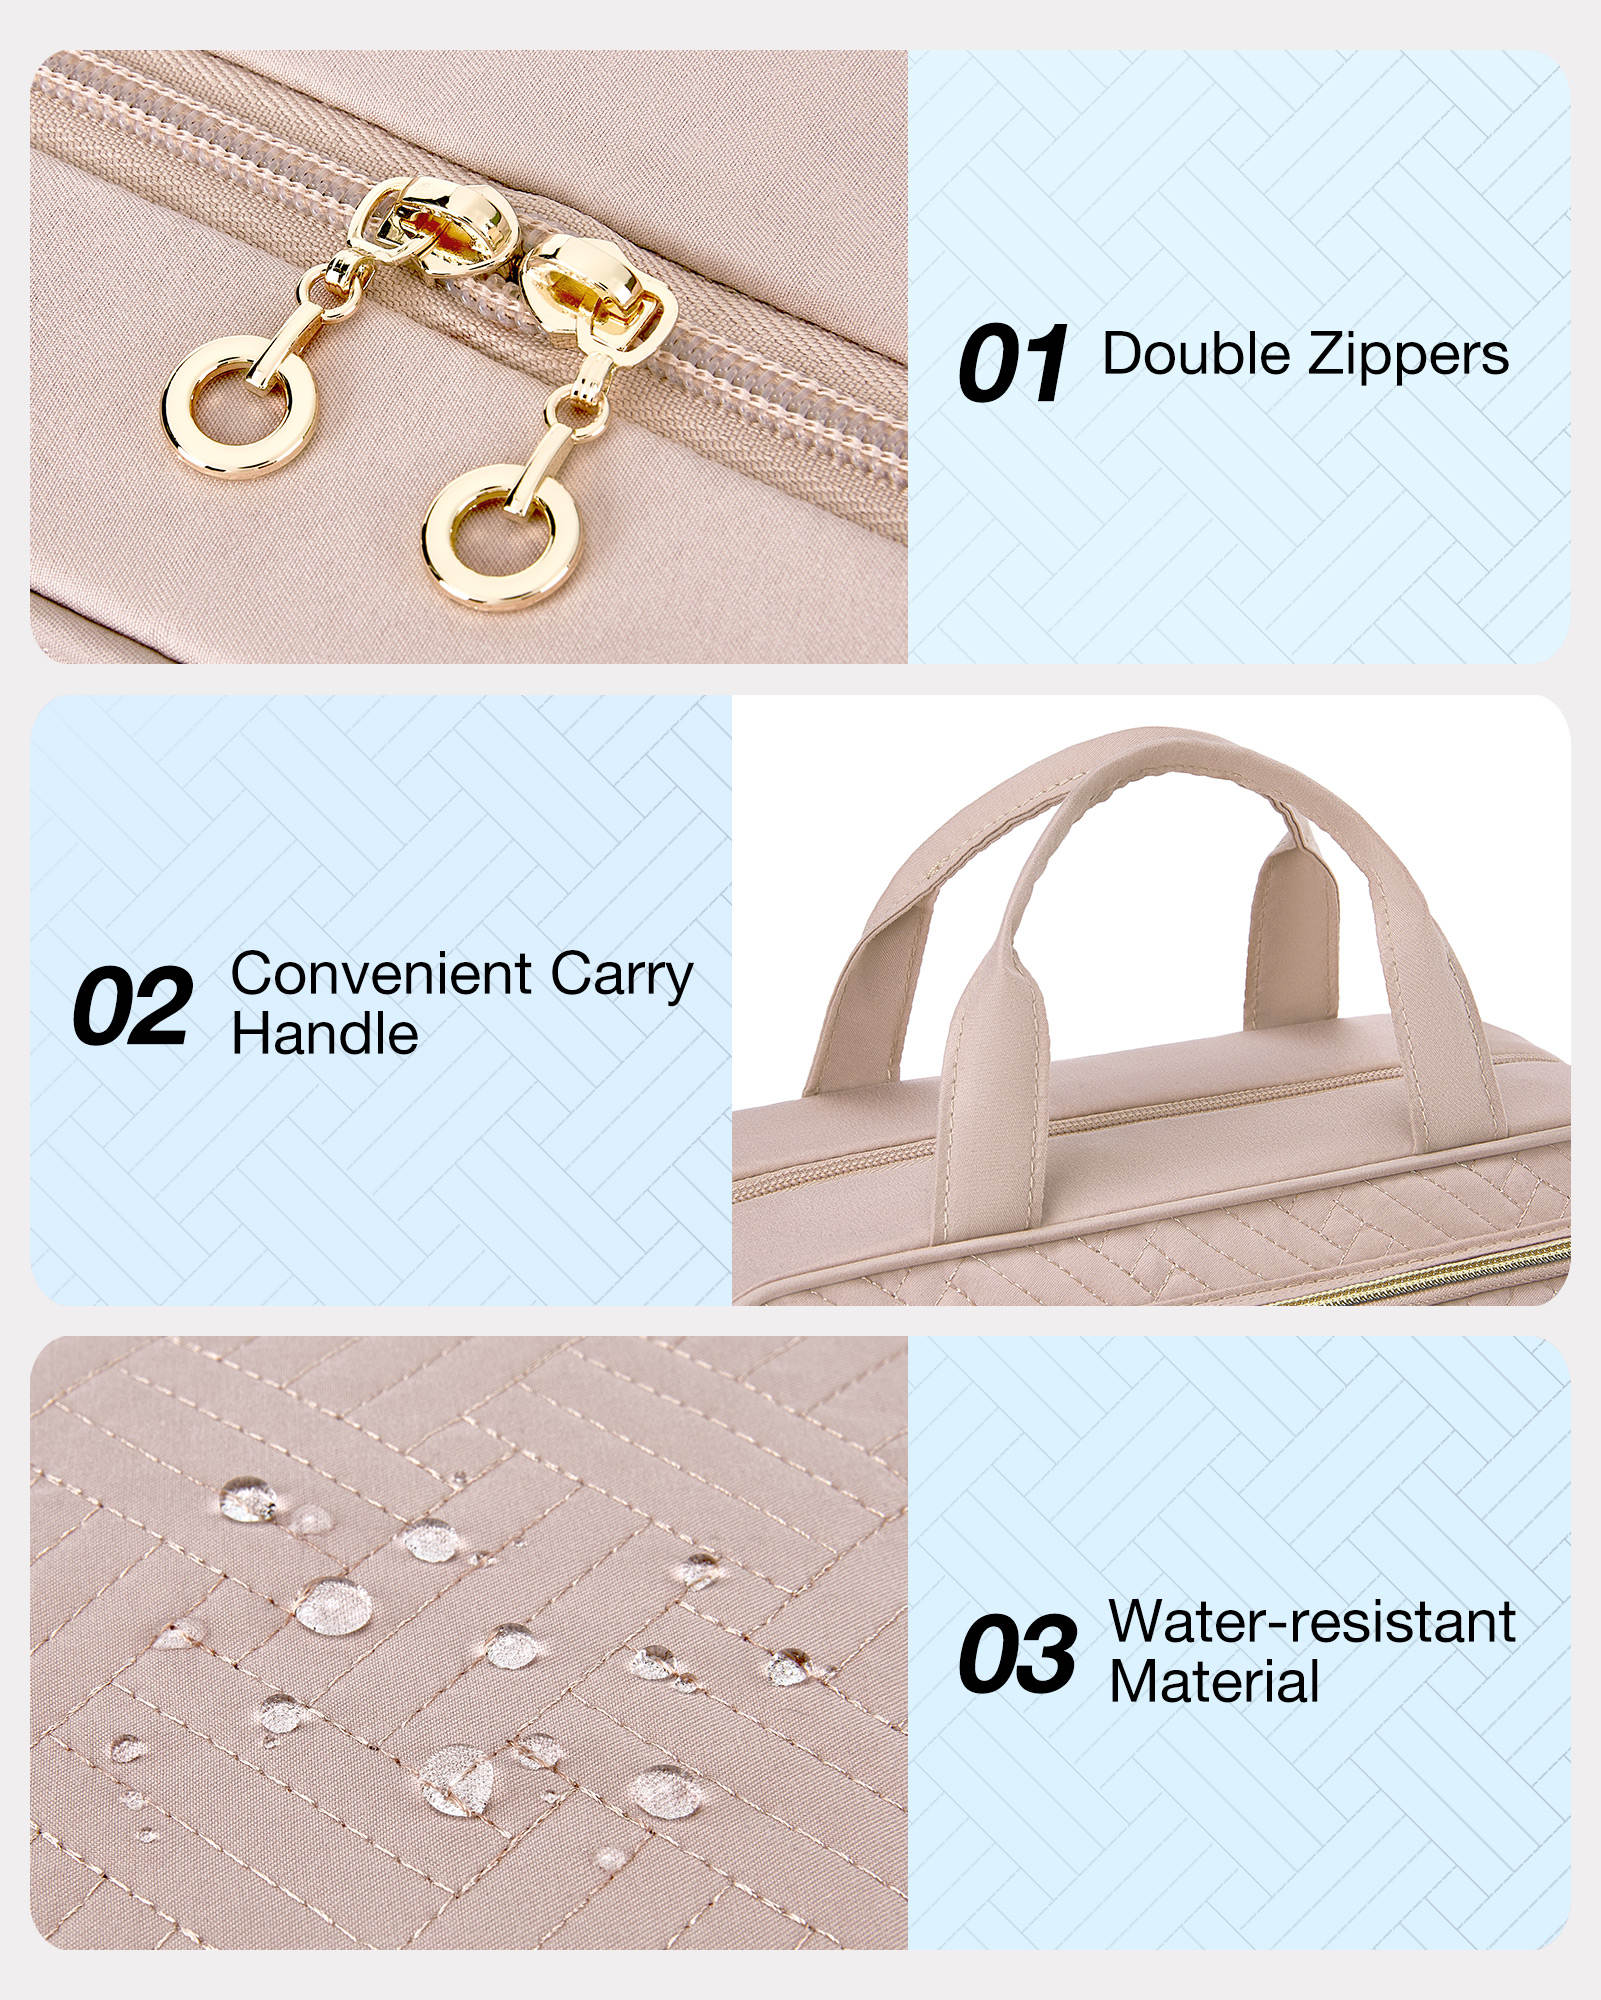 01 Double Zippers
02 Convenient Carry
Handle
03 Water-resistant
Material